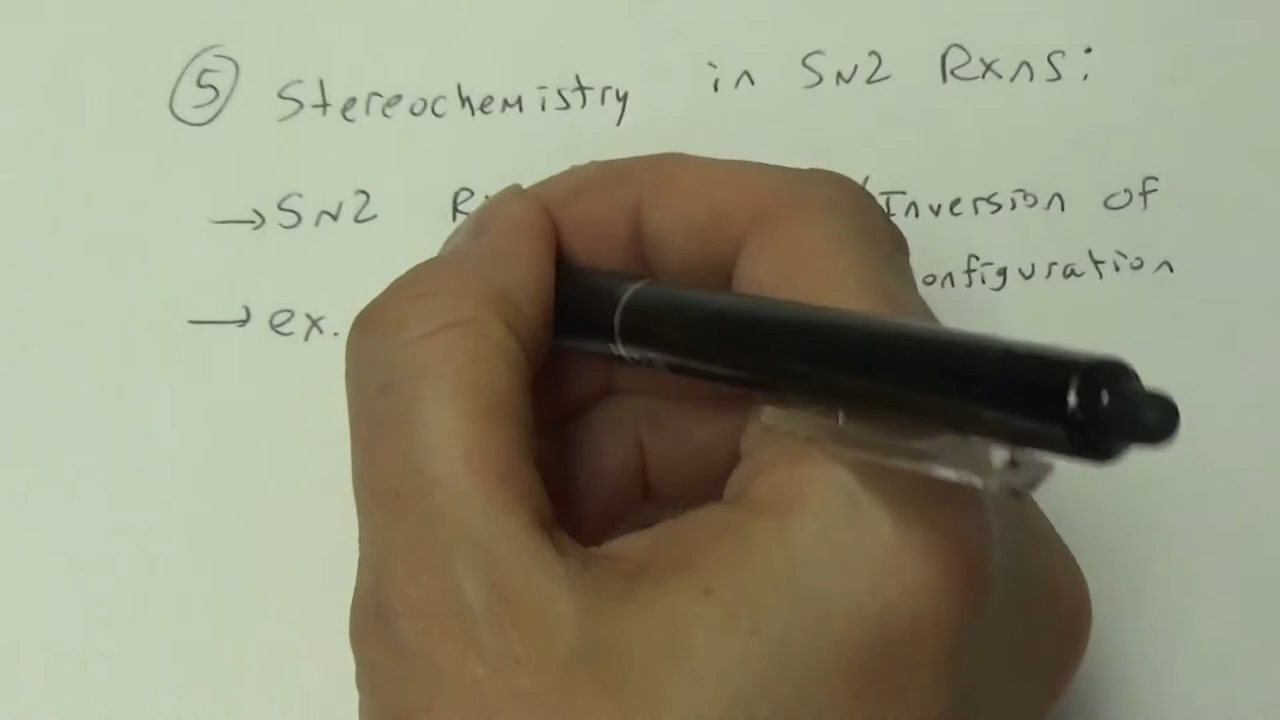 ⑤ Stereochemistry in SN2 Rxns:
→ SN2 Inversion of
onfiguration
→ ex.